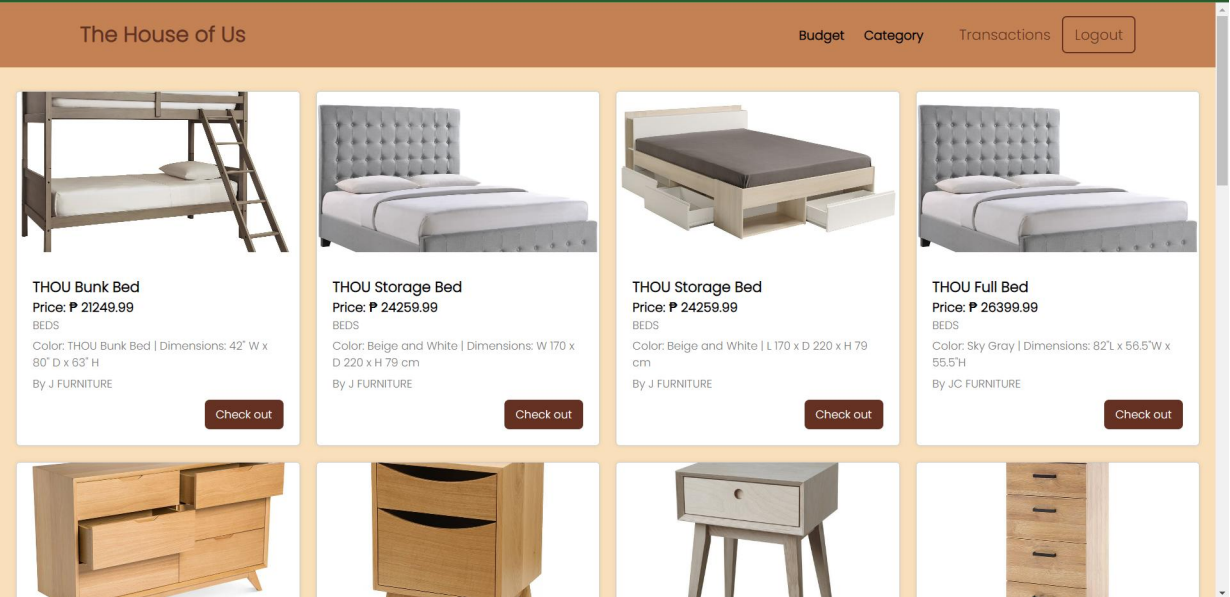 The House of Us
Budget Category Transactions Logout
THOU Bunk Bed
Price: ₱ 21249.99
BEDS
Color: THOU Bunk Bed | Dimensions: 42" W x
80" D x 63" H
By J FURNITURE
Check out
THOU Storage Bed
Price: ₱ 24259.99
BEDS
Color: Beige and White | Dimensions: W 170 x
D 220 x H 79 cm
By J FURNITURE
Check out
THOU Storage Bed
Price: ₱ 24259.99
BEDS
Color: Beige and White | L 170 x D 220 x H 79
cm
By J FURNITURE
Check out
THOU Full Bed
Price: ₱ 26399.99
BEDS
Color: Sky Gray | Dimensions: 82"L x 56.5"W x
55.5"H
By JC FURNITURE
Check out